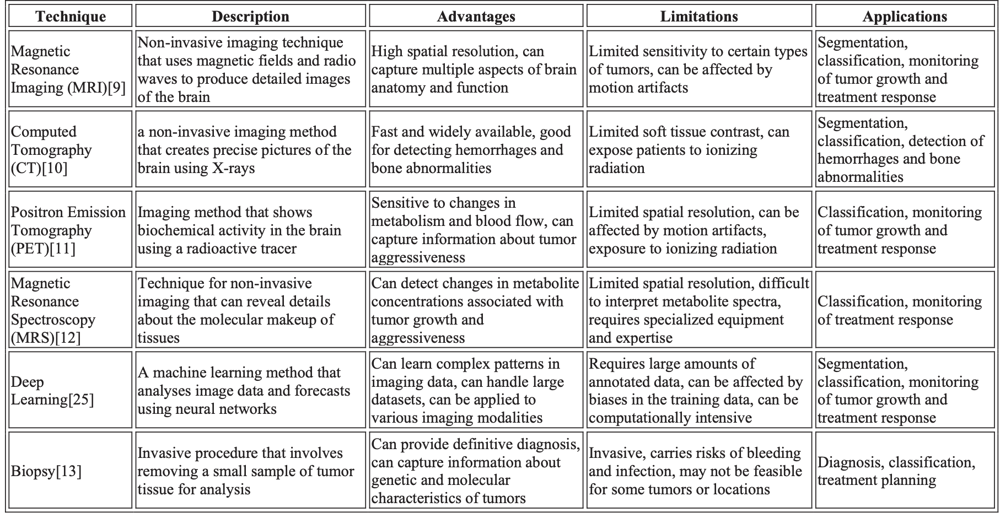 Technique Description Advantages Limitations Applications
Magnetic
Resonance
Imaging (MRI)[9]
Non-invasive imaging technique
that uses magnetic fields and radio
waves to produce detailed images
of the brain
High spatial resolution, can
capture multiple aspects of brain
anatomy and function
Limited sensitivity to certain types
of tumors, can be affected by
motion artifacts
Segmentation,
classification, monitoring
of tumor growth and
treatment response
Computed
Tomography
(CT)[10]
a non-invasive imaging method
that creates precise pictures of the
brain using X-rays
Fast and widely available, good
for detecting hemorrhages and
bone abnormalities
Limited soft tissue contrast, can
expose patients to ionizing
radiation
Segmentation,
classification, detection of
hemorrhages and bone
abnormalities
Positron Emission
Tomography
(PET)[11]
Imaging method that shows
biochemical activity in the brain
using a radioactive tracer
Sensitive to changes in
metabolism and blood flow, can
capture information about tumor
aggressiveness
Limited spatial resolution, can be
affected by motion artifacts,
exposure to ionizing radiation
Classification, monitoring
of tumor growth and
treatment response
Magnetic
Resonance
Spectroscopy
(MRS)[12]
Technique for non-invasive
imaging that can reveal details
about the molecular makeup of
tissues
Can detect changes in metabolite
concentrations associated with
tumor growth and
aggressiveness
Limited spatial resolution, difficult
to interpret metabolite spectra,
requires specialized equipment
and expertise
Classification, monitoring
of treatment response
Deep
Learning[25]
A machine learning method that
analyses image data and forecasts
using neural networks
Can learn complex patterns in
imaging data, can handle large
datasets, can be applied to
various imaging modalities
Requires large amounts of
annotated data, can be affected by
biases in the training data, can be
computationally intensive
Segmentation,
classification, monitoring
of tumor growth and
treatment response
Biopsy[13]
Invasive procedure that involves
removing a small sample of tumor
tissue for analysis
Can provide definitive diagnosis,
can capture information about
genetic and molecular
characteristics of tumors
Invasive, carries risks of bleeding
and infection, may not be feasible
for some tumors or locations
Diagnosis, classification,
treatment planning